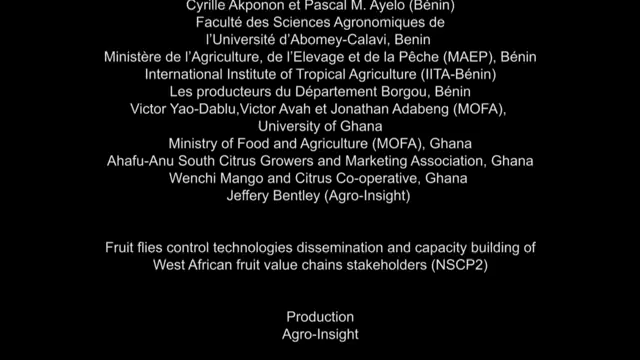 Cyrille Akponon et Pascal M. Ayelo (Bénin)
Faculté des Sciences Agronomiques de
l'Université d'Abomey-Calavi, Benin
Ministère de l'Agriculture, de l'Elevage et de la Pêche (MAEP), Bénin
International Institute of Tropical Agriculture (IITA-Bénin)
Les producteurs du Département Borgou, Bénin
Victor Yao-Dablu,Victor Avah et Jonathan Adabeng (MOFA),
University of Ghana
Ministry of Food and Agriculture (MOFA), Ghana
Ahafu-Anu South Citrus Growers and Marketing Association, Ghana
Wenchi Mango and Citrus Co-operative, Ghana
Jeffery Bentley (Agro-Insight)
Fruit flies control technologies dissemination and capacity building of
West African fruit value chains stakeholders (NSCP2)
Production
Agro-Insight